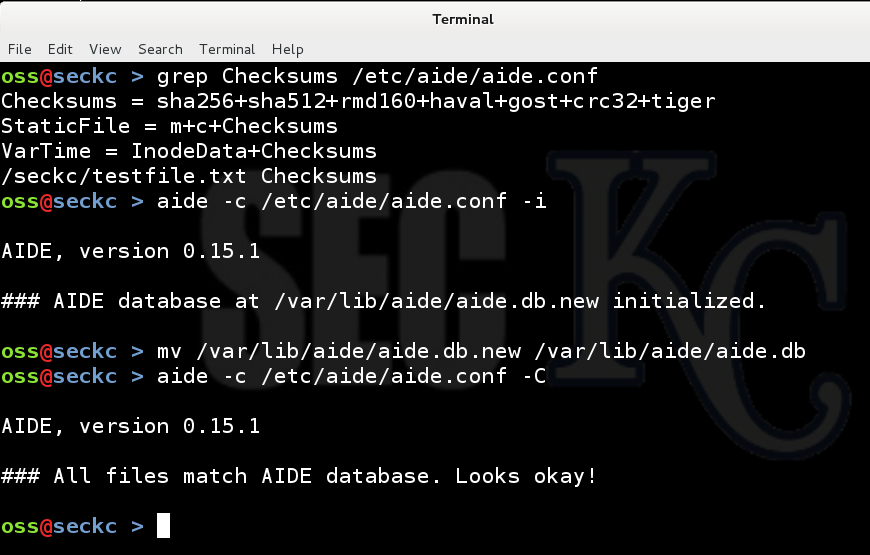 Terminal
File Edit View Search Terminal Help
oss@seckc > grep Checksums /etc/aide/aide.conf
Checksums = sha256+sha512+rmd160+haval+gost+crc32+tiger
StaticFile = m+c+Checksums
VarTime = InodeData+Checksums
/seckc/testfile.txt Checksums
oss@seckc > aide -c /etc/aide/aide.conf -i
AIDE, version 0.15.1
### AIDE database at /var/lib/aide/aide.db.new initialized.
oss@seckc > mv /var/lib/aide/aide.db.new /var/lib/aide/aide.db
oss@seckc > aide -c /etc/aide/aide.conf -C
AIDE, version 0.15.1
### All files match AIDE database. Looks okay!
oss@seckc >
SEC KC